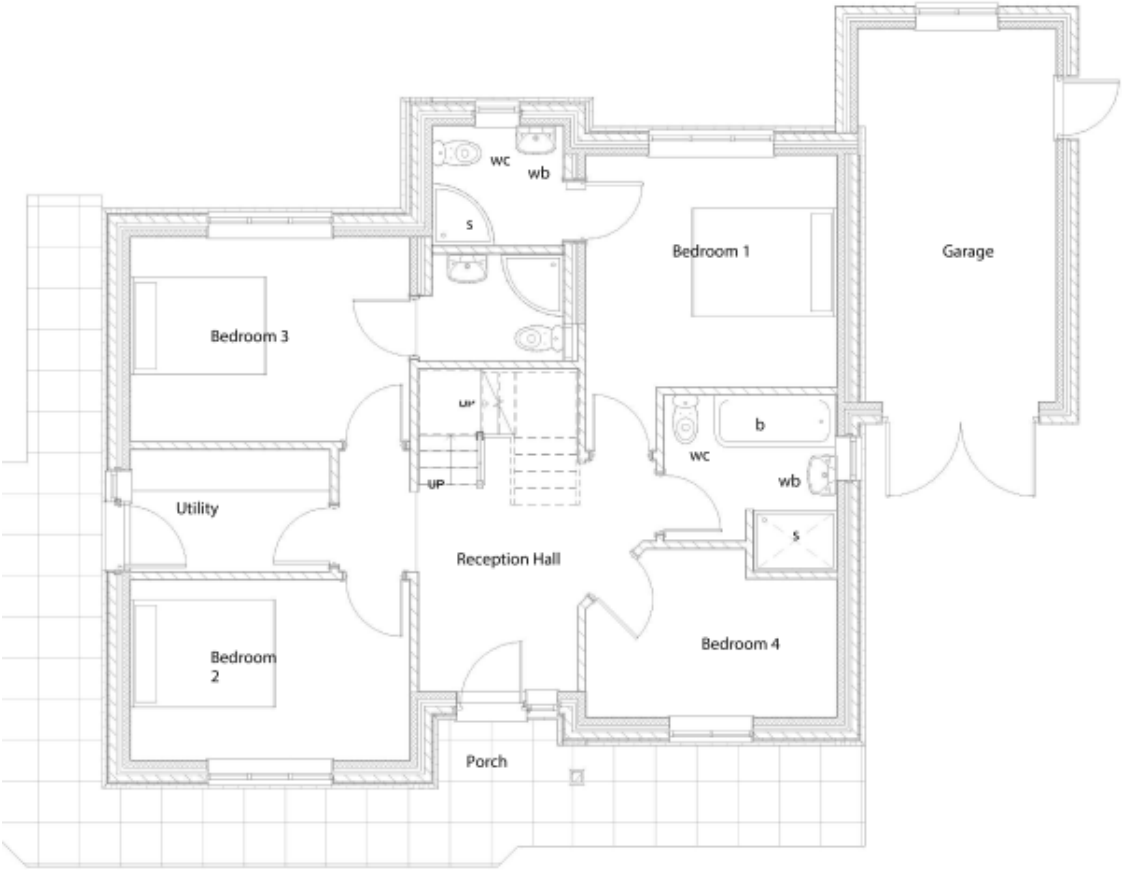 wc
wb
s
Bedroom 1
Garage
Bedroom 3
UP
b
wc
wb
UP
Utility
s
Reception Hall
Bedroom 4
Bedroom
2
Porch